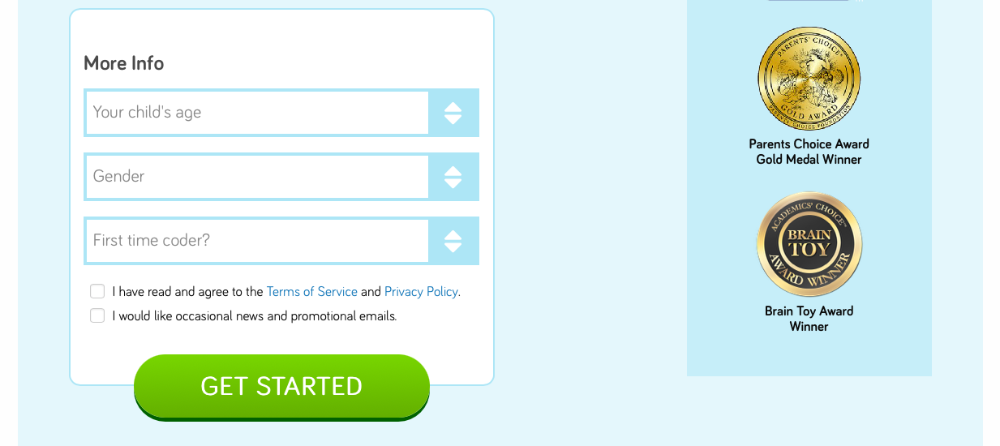 More Info
Your child's age
Gender
First time coder?
I have read and agree to the Terms of Service and Privacy Policy.
I would like occasional news and promotional emails.
GET STARTED
PARENTS' CHOICE®
GOLD AWARD
PARENTS' CHOICE FOUNDATION
Parents Choice Award
Gold Medal Winner
ACADEMICS' CHOICE™
BRAIN
TOY
AWARD WINNER
Brain Toy Award
Winner